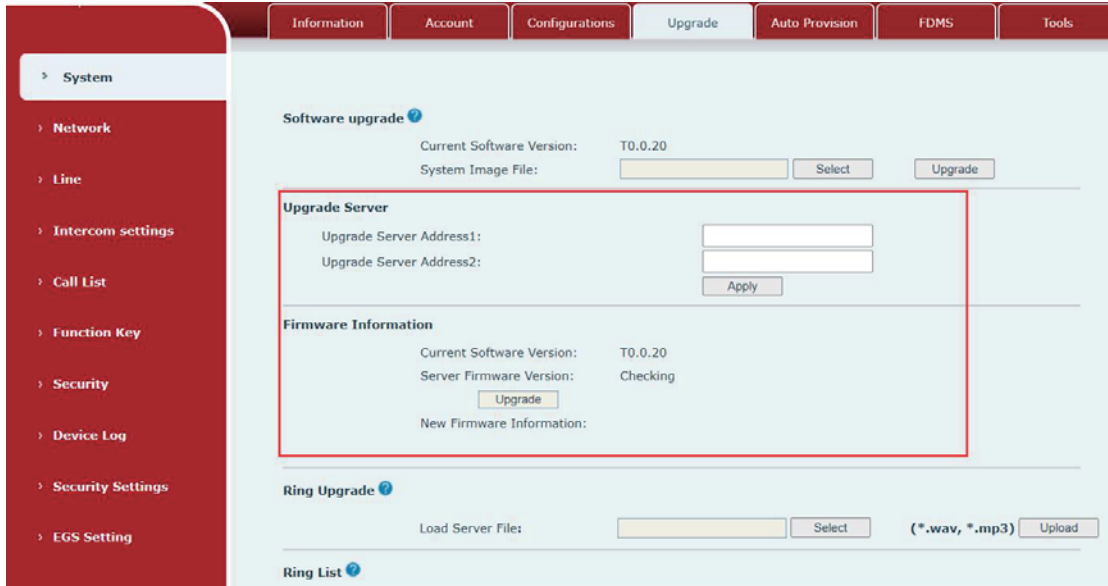 Information Account Configurations Upgrade Auto Provision FDMS Tools
› System
› Network
› Line
› Intercom settings
› Call List
› Function Key
› Security
› Device Log
› Security Settings
› EGS Setting
Software upgrade ?
Current Software Version: T0.0.20
System Image File: Select Upgrade
Upgrade Server
Upgrade Server Address1:
Upgrade Server Address2:
Apply
Firmware Information
Current Software Version: T0.0.20
Server Firmware Version: Checking
Upgrade
New Firmware Information:
Ring Upgrade ?
Load Server File: Select (*.wav, *.mp3) Upload
Ring List ?